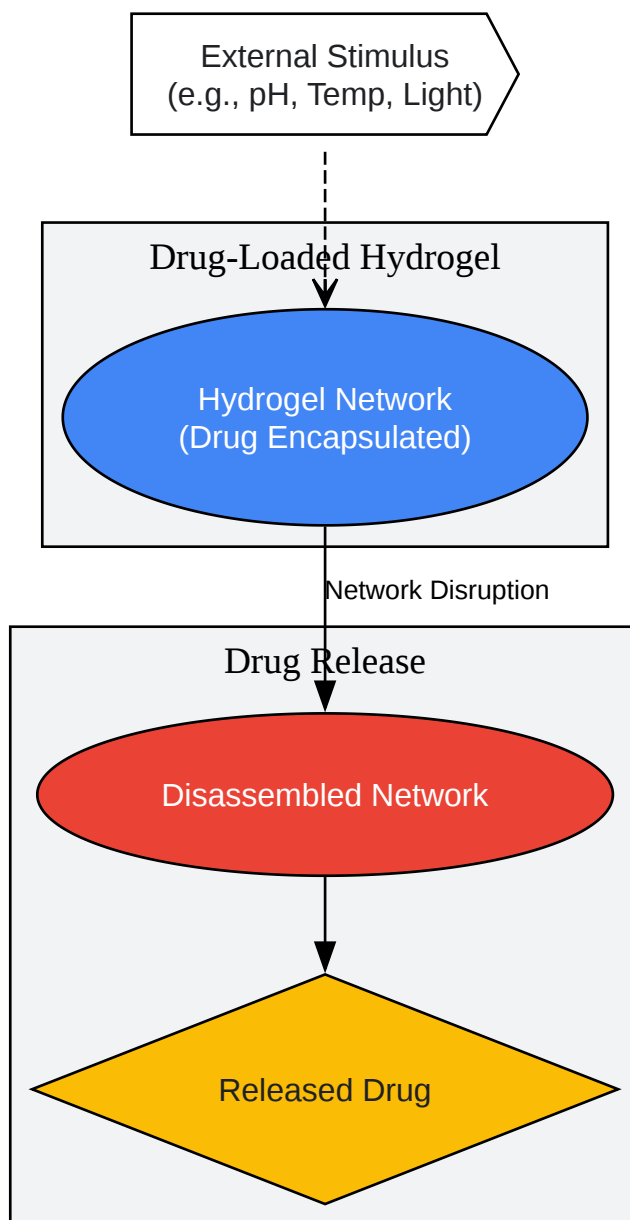 External Stimulus
(e.g., pH, Temp, Light)
Drug-Loaded Hydrogel
Hydrogel Network
(Drug Encapsulated)
Network Disruption
Drug Release
Disassembled Network
Released Drug